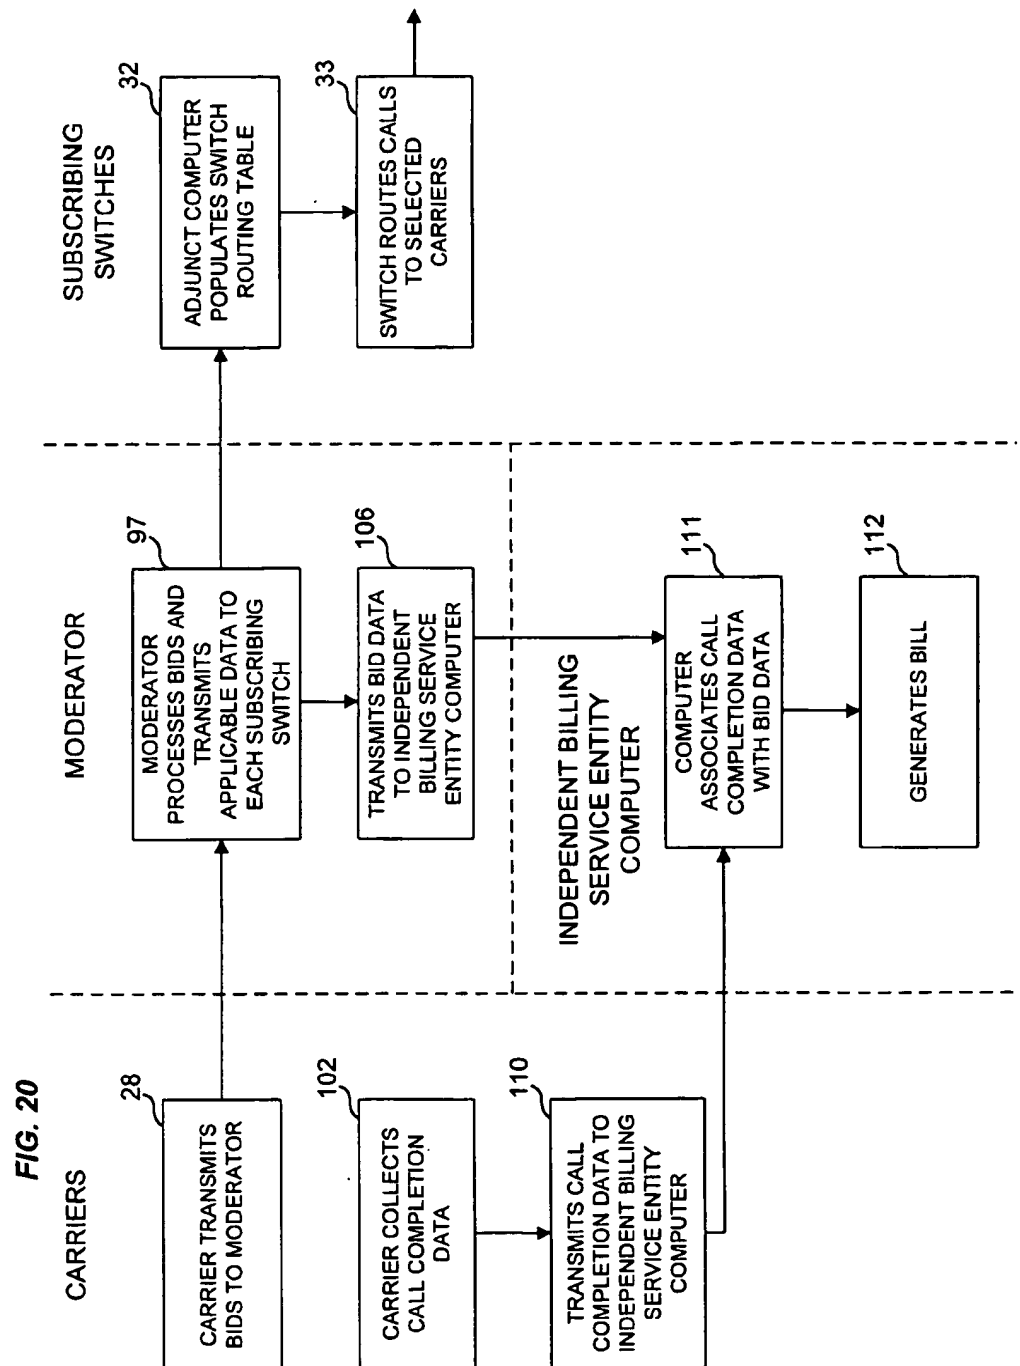 FIG. 20
CARRIERS
MODERATOR
SUBSCRIBING
SWITCHES
28
CARRIER TRANSMITS
BIDS TO MODERATOR
97
MODERATOR
PROCESSES BIDS AND
TRANSMITS
APPLICABLE DATA TO
EACH SUBSCRIBING
SWITCH
32
ADJUNCT COMPUTER
POPULATES SWITCH
ROUTING TABLE
102
CARRIER COLLECTS
CALL COMPLETION
DATA
106
TRANSMITS BID DATA
TO INDEPENDENT
BILLING SERVICE
ENTITY COMPUTER
33
SWITCH ROUTES CALLS
TO SELECTED
CARRIERS
110
TRANSMITS CALL
COMPLETION DATA TO
INDEPENDENT BILLING
SERVICE ENTITY
COMPUTER
INDEPENDENT BILLING
SERVICE ENTITY
COMPUTER
111
COMPUTER
ASSOCIATES CALL
COMPLETION DATA
WITH BID DATA
112
GENERATES BILL